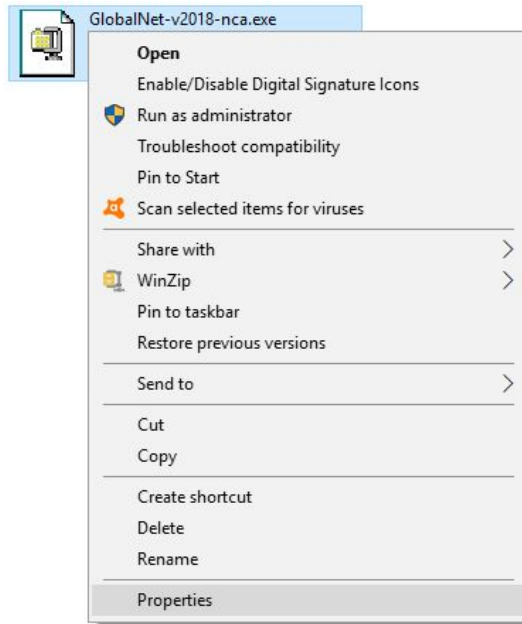 GlobalNet-v2018-nca.exe
Open
Enable/Disable Digital Signature Icons
Run as administrator
Troubleshoot compatibility
Pin to Start
Scan selected items for viruses
Share with
WinZip
Pin to taskbar
Restore previous versions
Send to
Cut
Copy
Create shortcut
Delete
Rename
Properties